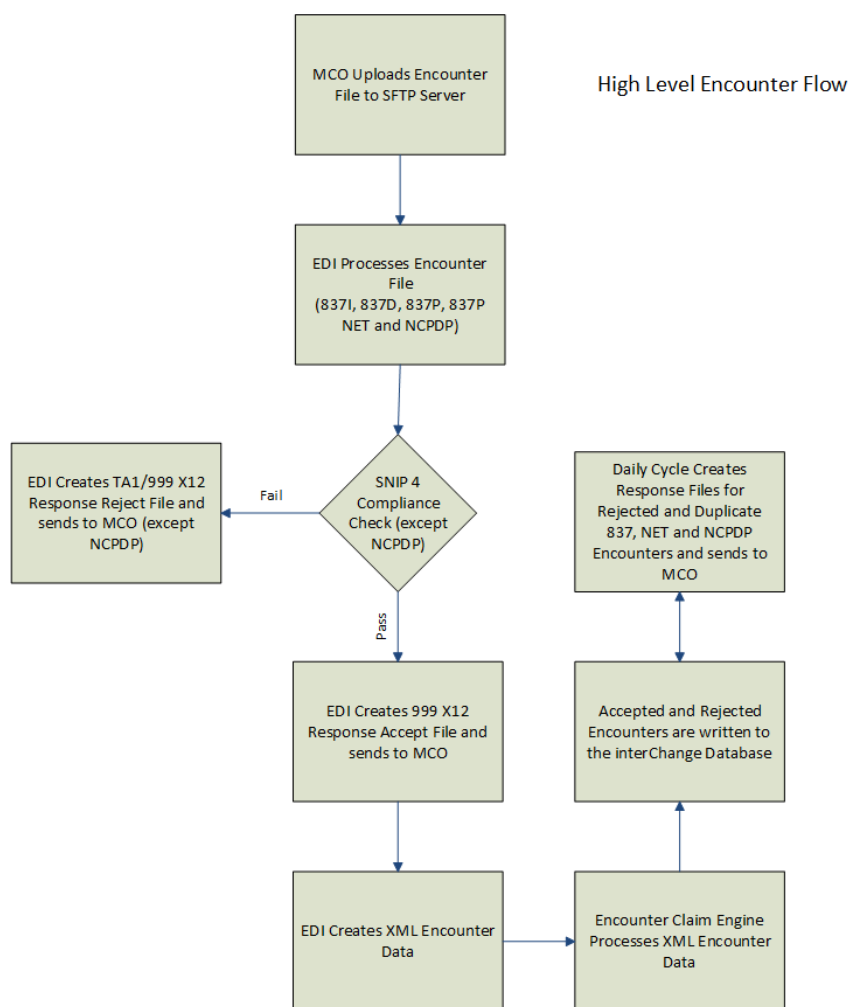 High Level Encounter Flow
MCO Uploads Encounter
File to SFTP Server
EDI Processes Encounter
File
(837I, 837D, 837P, 837P
NET and NCPDP)
SNIP 4
Compliance
Check (except
NCPDP)
Fail
EDI Creates TA1/999 X12
Response Reject File and
sends to MCO (except
NCPDP)
Pass
EDI Creates 999 X12
Response Accept File and
sends to MCO
EDI Creates XML Encounter
Data
Encounter Claim Engine
Processes XML Encounter
Data
Accepted and Rejected
Encounters are written to
the interChange Database
Daily Cycle Creates
Response Files for
Rejected and Duplicate
837, NET and NCPDP
Encounters and sends to
MCO